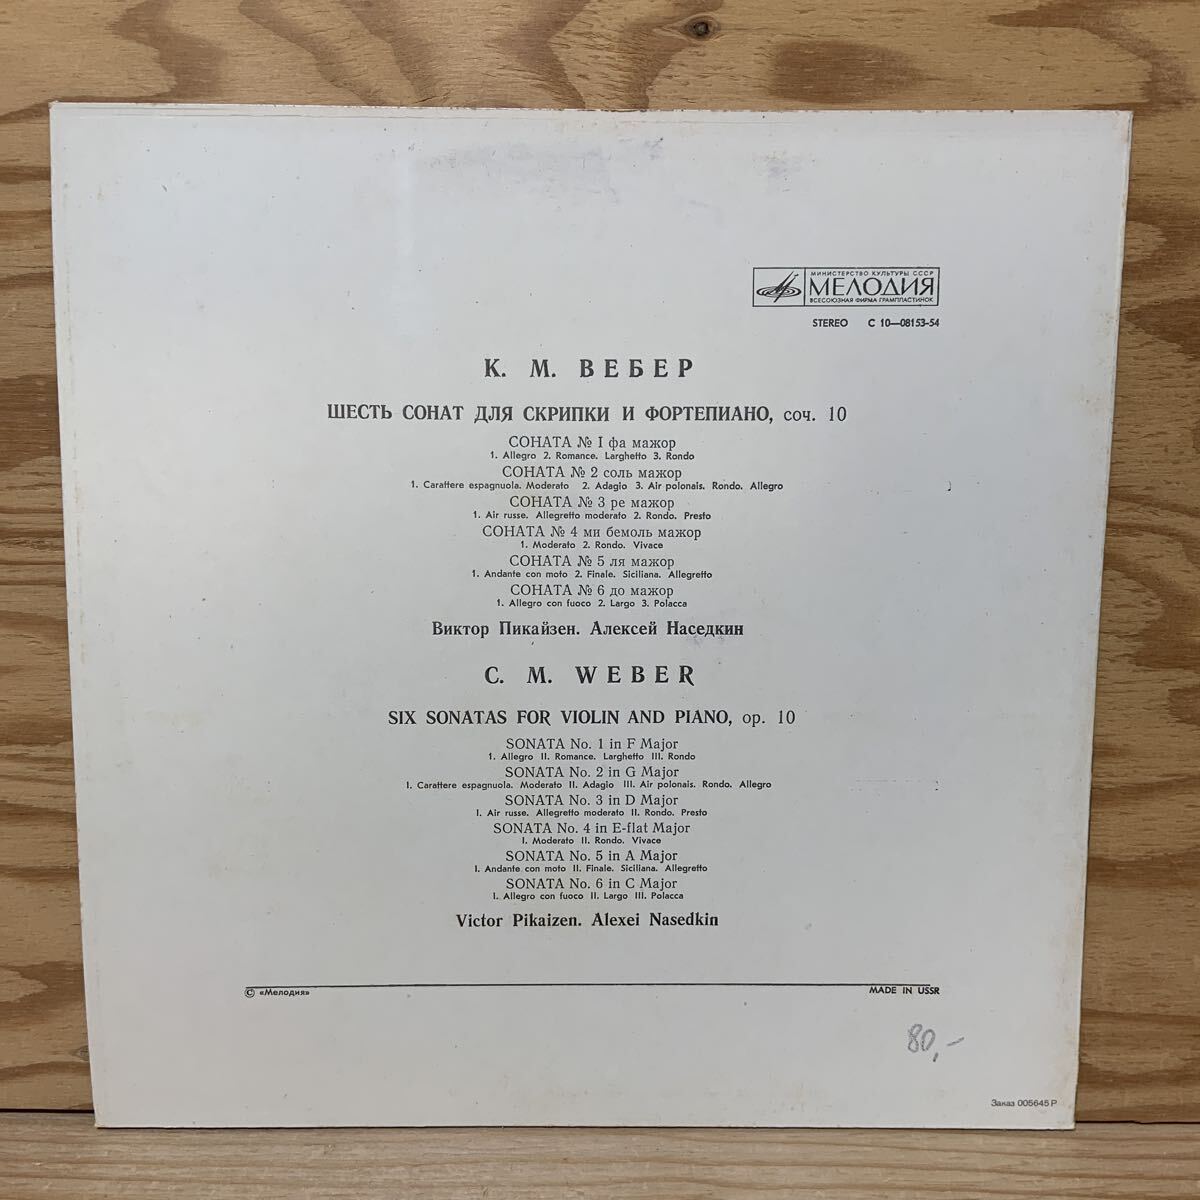 МИНИСТЕРСТВО КУЛЬТУРЫ СССР
МЕЛОДИЯ
ВСЕСОЮЗНАЯ ФИРМА ГРАМПЛАСТИНОК
STEREO С 10—08153-54
К. М. ВЕБЕР
ШЕСТЬ СОНАТ ДЛЯ СКРИПКИ И ФОРТЕПИАНО, соч. 10
СОНАТА № I фа мажор
1. Allegro 2. Romance. Larghetto 3. Rondo
СОНАТА № 2 соль мажор
1. Carattere espagnuola. Moderato 2. Adagio 3. Air polonais. Rondo. Allegro
СОНАТА № 3 ре мажор
1. Air russe. Allegretto moderato 2. Rondo. Presto
СОНАТА № 4 ми бемоль мажор
1. Moderato 2. Rondo. Vivace
СОНАТА № 5 ля мажор
1. Andante con moto 2. Finale. Siciliana. Allegretto
СОНАТА № 6 до мажор
1. Allegro con fuoco 2. Largo 3. Polacca
Виктор Пикайзен. Алексей Наседкин
C. M. WEBER
SIX SONATAS FOR VIOLIN AND PIANO, op. 10
SONATA No. 1 in F Major
1. Allegro II. Romance. Larghetto III. Rondo
SONATA No. 2 in G Major
I. Carattere espagnuola. Moderato II. Adagio III. Air polonais. Rondo. Allegro
SONATA No. 3 in D Major
I. Air russe. Allegretto moderato II. Rondo. Presto
SONATA No. 4 in E-flat Major
I. Moderato II. Rondo. Vivace
SONATA No. 5 in A Major
I. Andante con moto II. Finale. Siciliana. Allegretto
SONATA No. 6 in C Major
I. Allegro con fuoco II. Largo III. Polacca
Victor Pikaizen. Alexei Nasedkin
© «Мелодия» MADE IN USSR
80,-
Заказ 005645 Р